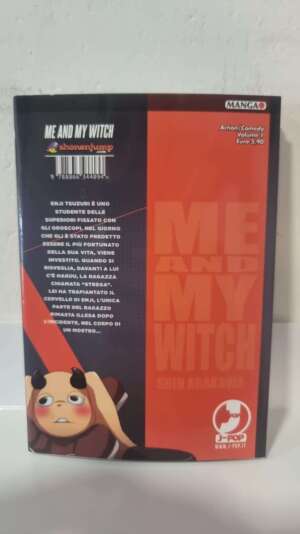 MANGA
Action, Comedy
Volume 1
Euro 5.90
ME AND MY WITCH
shonenjump
ENJI TSUZURI È UNO
STUDENTE DELLE
SUPERIORI FISSATO CON
GLI OROSCOPI. NEL GIORNO
CHE GLI È STATO PREDETTO
ESSERE IL PIÙ FORTUNATO
DELLA SUA VITA, VIENE
INVESTITO. QUANDO SI
RISVEGLIA, DAVANTI A LUI
C'È MARDU, LA RAGAZZA
CHIAMATA "STREGA".
LEI HA TRAPIANTATO IL
CERVELLO DI ENJI, L'UNICA
PARTE DEL RAGAZZO
RIMASTA ILLESA DOPO
L'INCIDENTE, NEL CORPO DI
UN MOSTRO...
ME
AND
MY
WITCH
SHIN ARAKAWA
J-POP